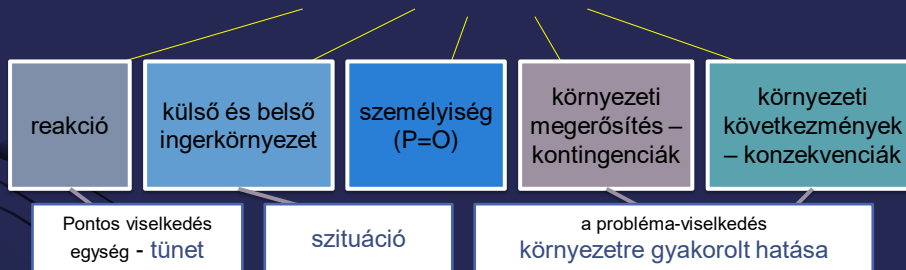 reakció
külső és belső
ingerkörnyezet
személyiség
(P=O)
környezeti
megerősítés –
kontingenciák
környezeti
következmények
– konzekvenciák
Pontos viselkedés
egység - tünet
szituáció
a probléma-viselkedés
környezetre gyakorolt hatása